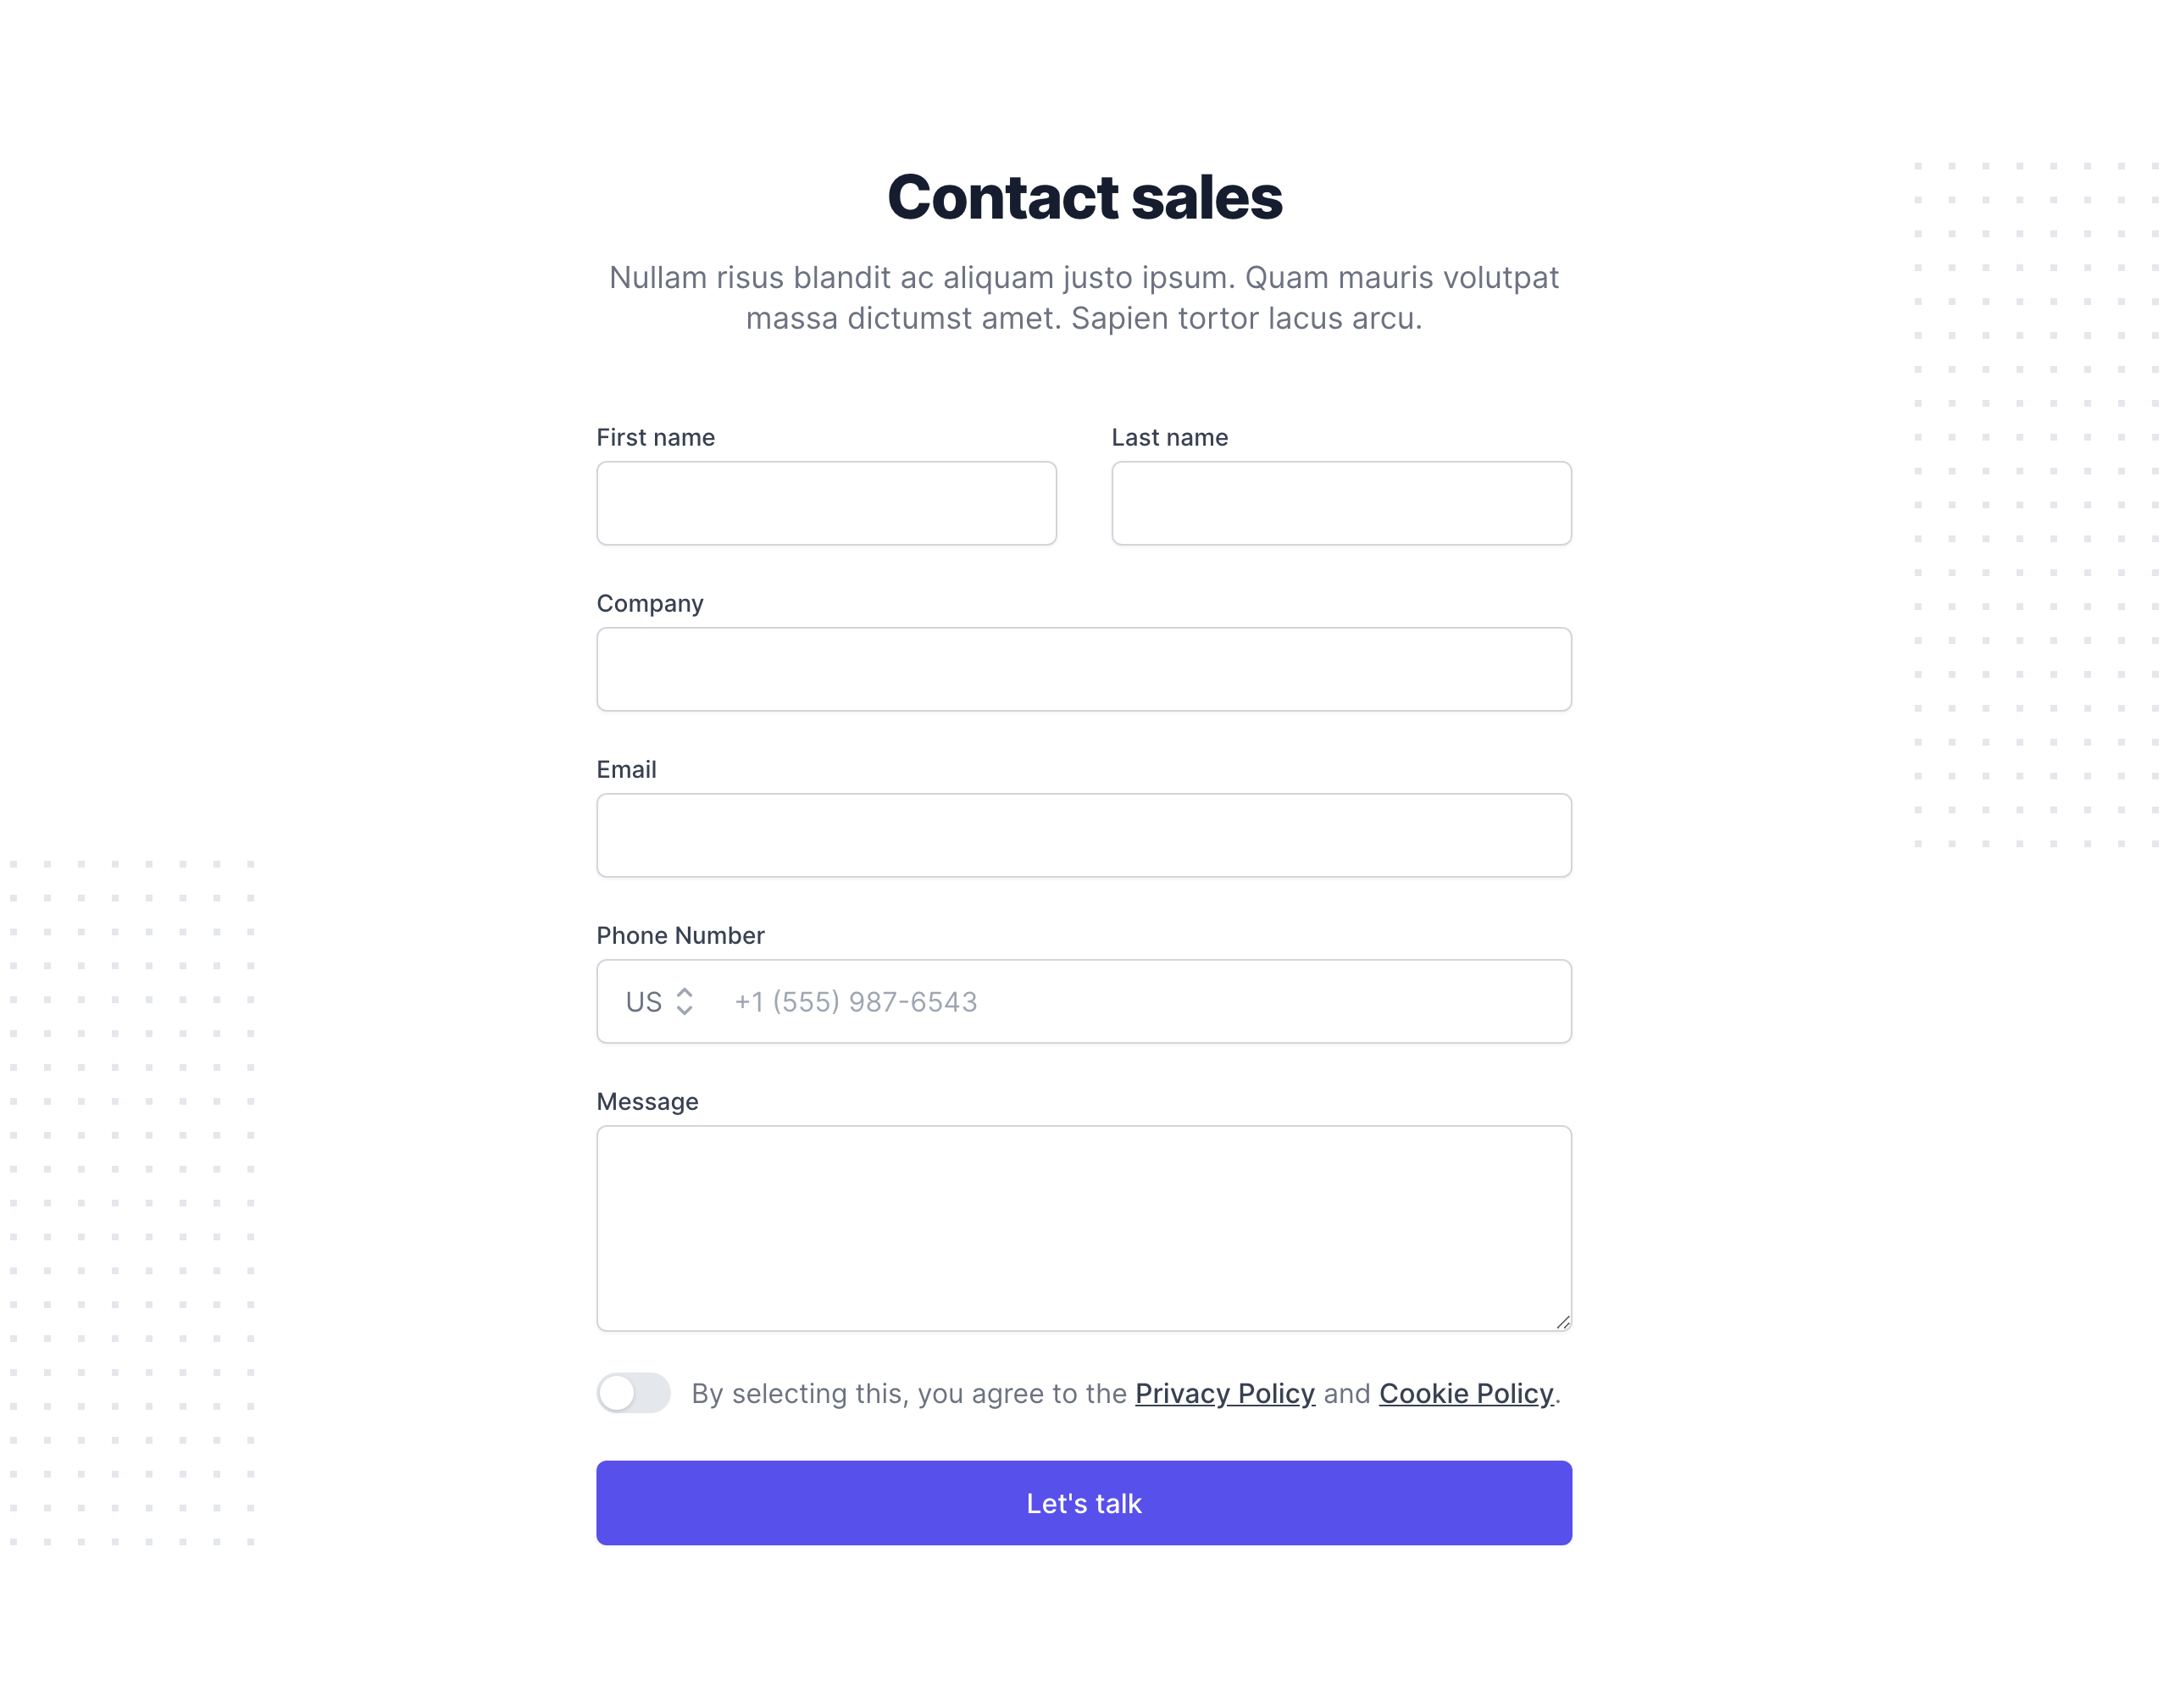 Contact sales
Nullam risus blandit ac aliquam justo ipsum. Quam mauris volutpat
massa dictumst amet. Sapien tortor lacus arcu.
First name
Last name
Company
Email
Phone Number
US
+1 (555) 987-6543
Message
By selecting this, you agree to the Privacy Policy and Cookie Policy.
Let's talk